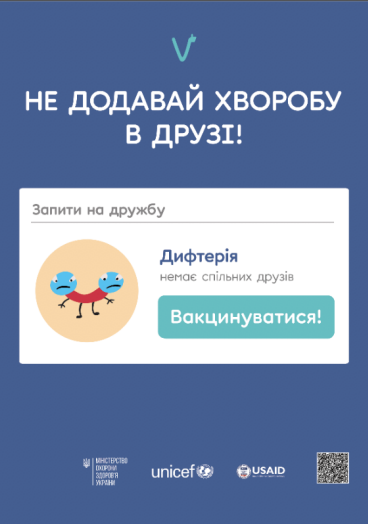 НЕ ДОДАВАЙ ХВОРОБУ
В ДРУЗІ!
Запити на дружбу
Дифтерія
немає спільних друзів
Вакцинуватися!
МІНІСТЕРСТВО
ОХОРОНИ
ЗДОРОВ'Я
УКРАЇНИ
unicef
USAID